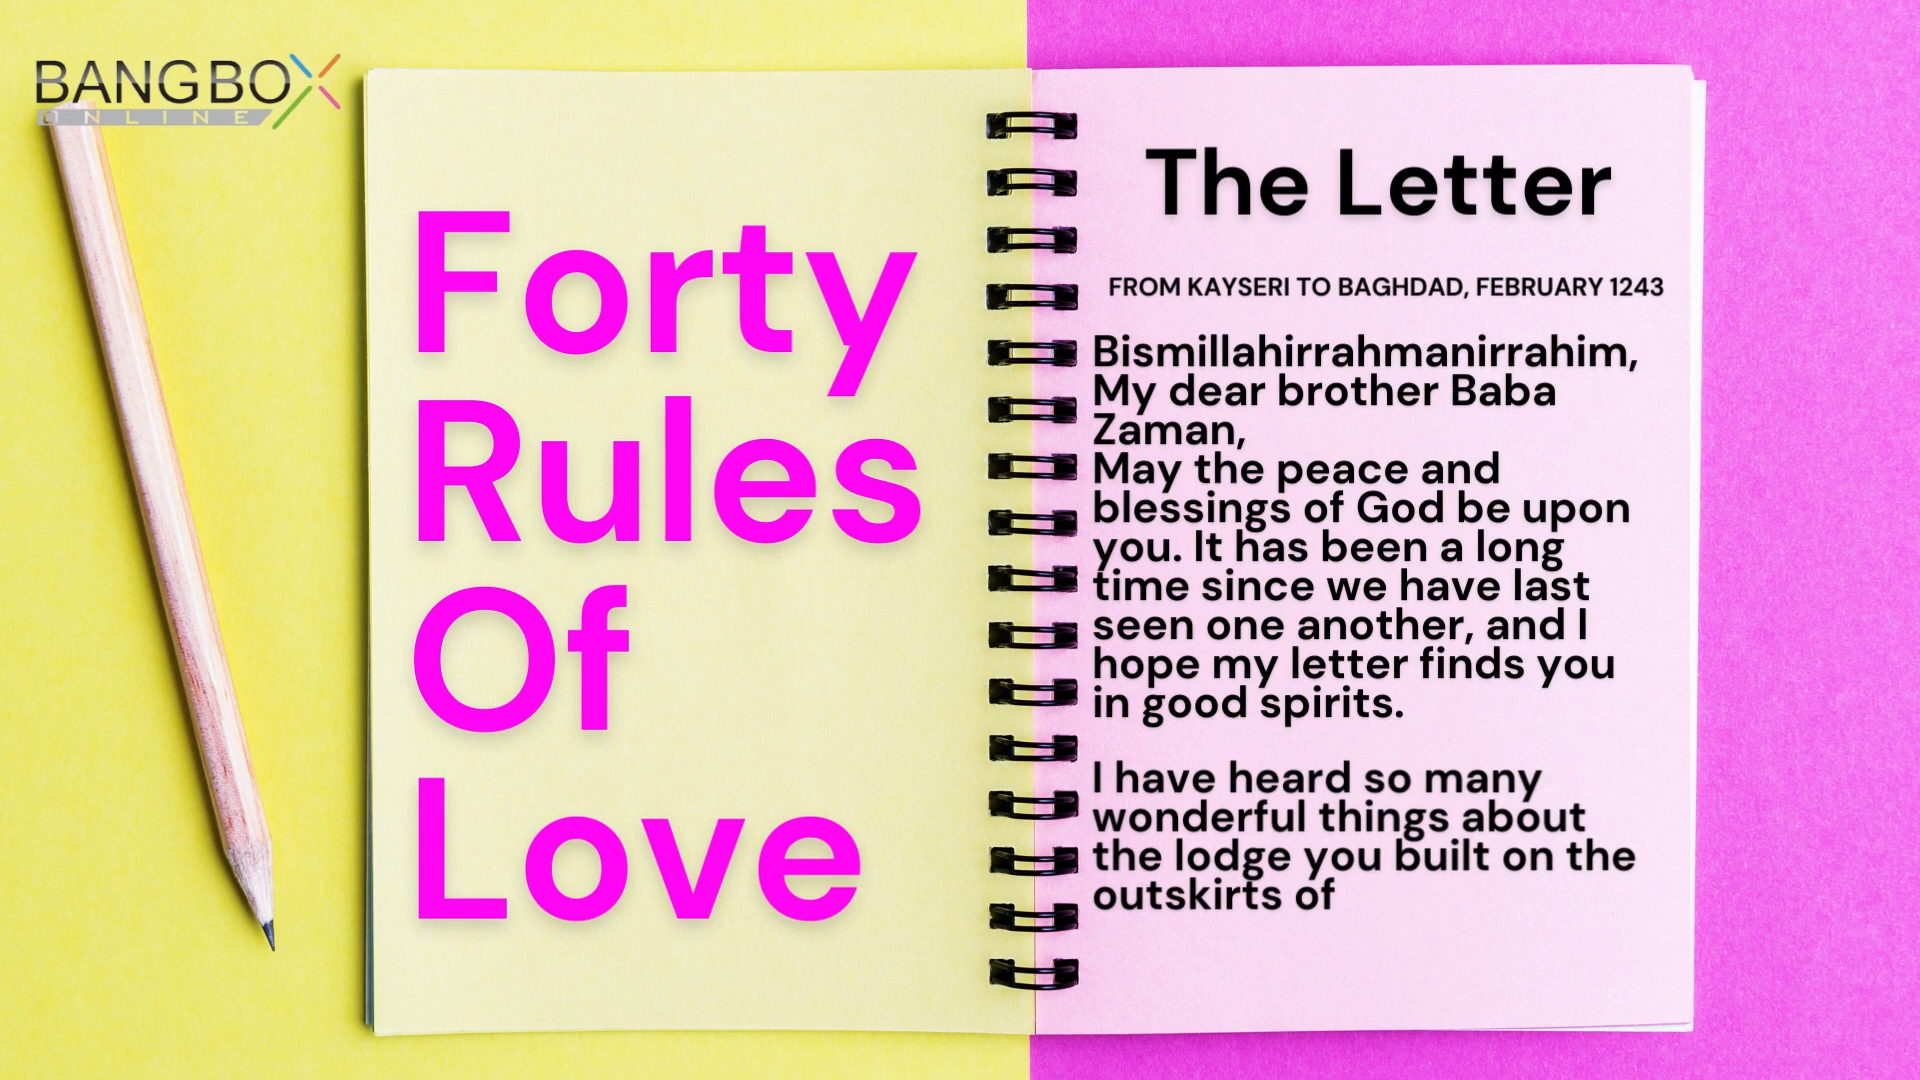 BANGBOX
ONLINE
Forty
Rules
Of
Love
The Letter
FROM KAYSERI TO BAGHDAD, FEBRUARY 1243
Bismillahirrahmanirrahim,
My dear brother Baba
Zaman,
May the peace and
blessings of God be upon
you. It has been a long
time since we have last
seen one another, and I
hope my letter finds you
in good spirits.
I have heard so many
wonderful things about
the lodge you built on the
outskirts of